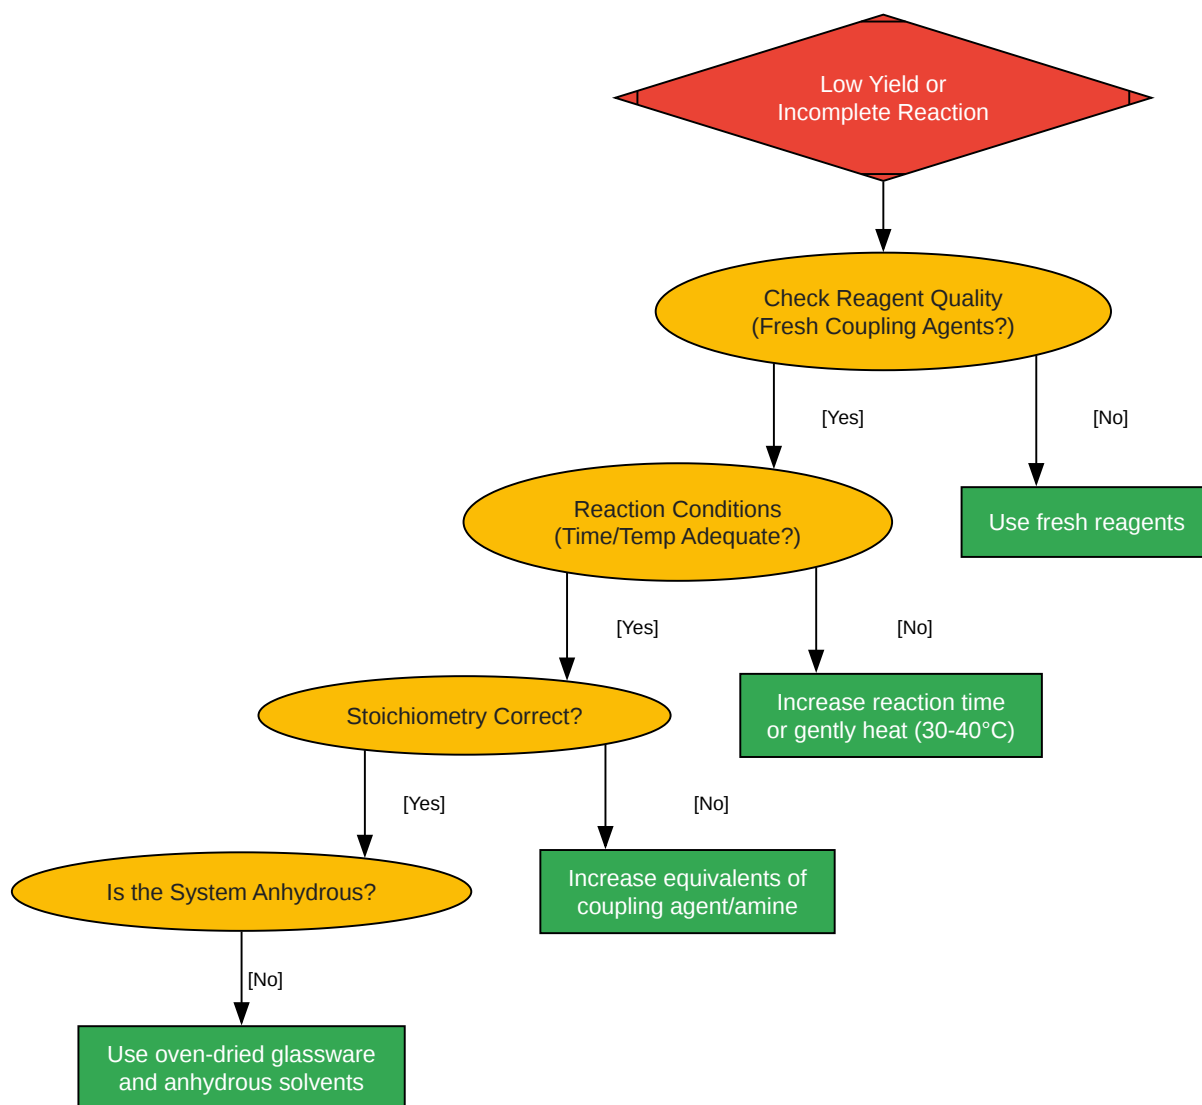 Low Yield or
Incomplete Reaction
Check Reagent Quality
(Fresh Coupling Agents?)
[Yes]
[No]
Reaction Conditions
(Time/Temp Adequate?)
Use fresh reagents
[Yes]
[No]
Stoichiometry Correct?
Increase reaction time
or gently heat (30-40°C)
[Yes]
[No]
Is the System Anhydrous?
Increase equivalents of
coupling agent/amine
[No]
Use oven-dried glassware
and anhydrous solvents